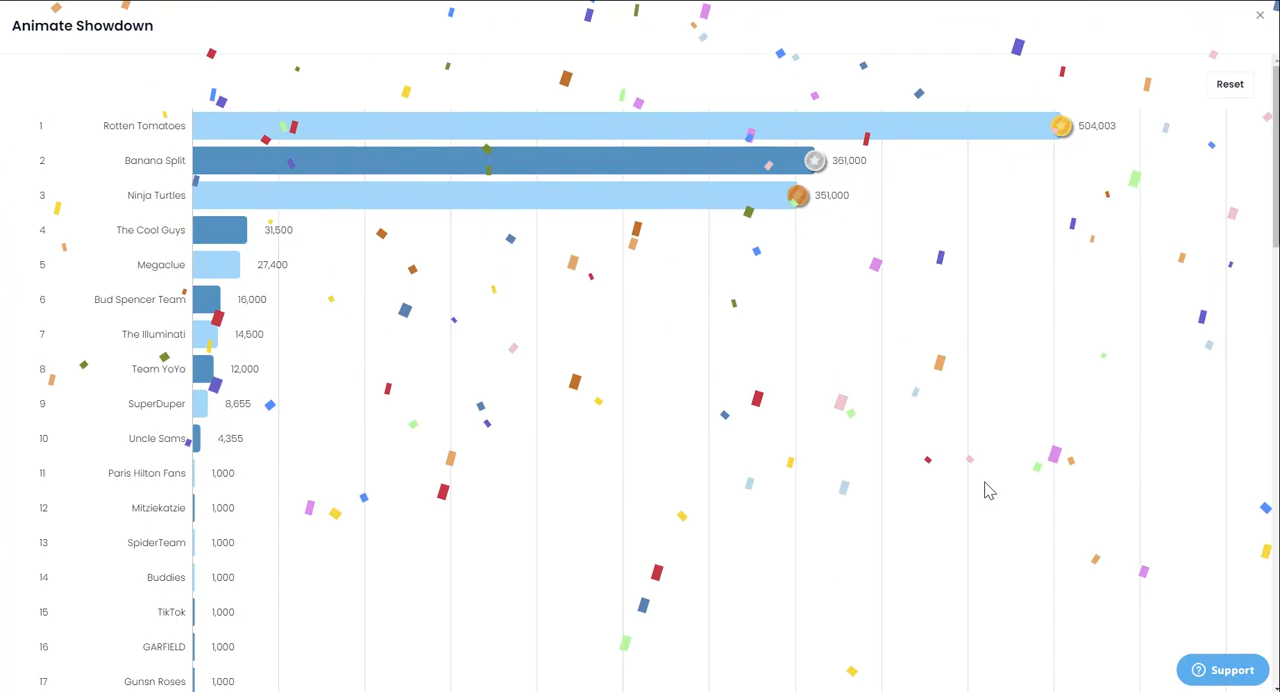 Animate Showdown
Reset
1 Rotten Tomatoes 504,003
2 Banana Split 361,000
3 Ninja Turtles 351,000
4 The Cool Guys 31,500
5 Megaclue 27,400
6 Bud Spencer Team 16,000
7 The Illuminati 14,500
8 Team YoYo 12,000
9 SuperDuper 8,655
10 Uncle Sams 4,355
11 Paris Hilton Fans 1,000
12 Mitziekatzie 1,000
13 SpiderTeam 1,000
14 Buddies 1,000
15 TikTok 1,000
16 GARFIELD 1,000
17 Gunsn Roses 1,000
Support